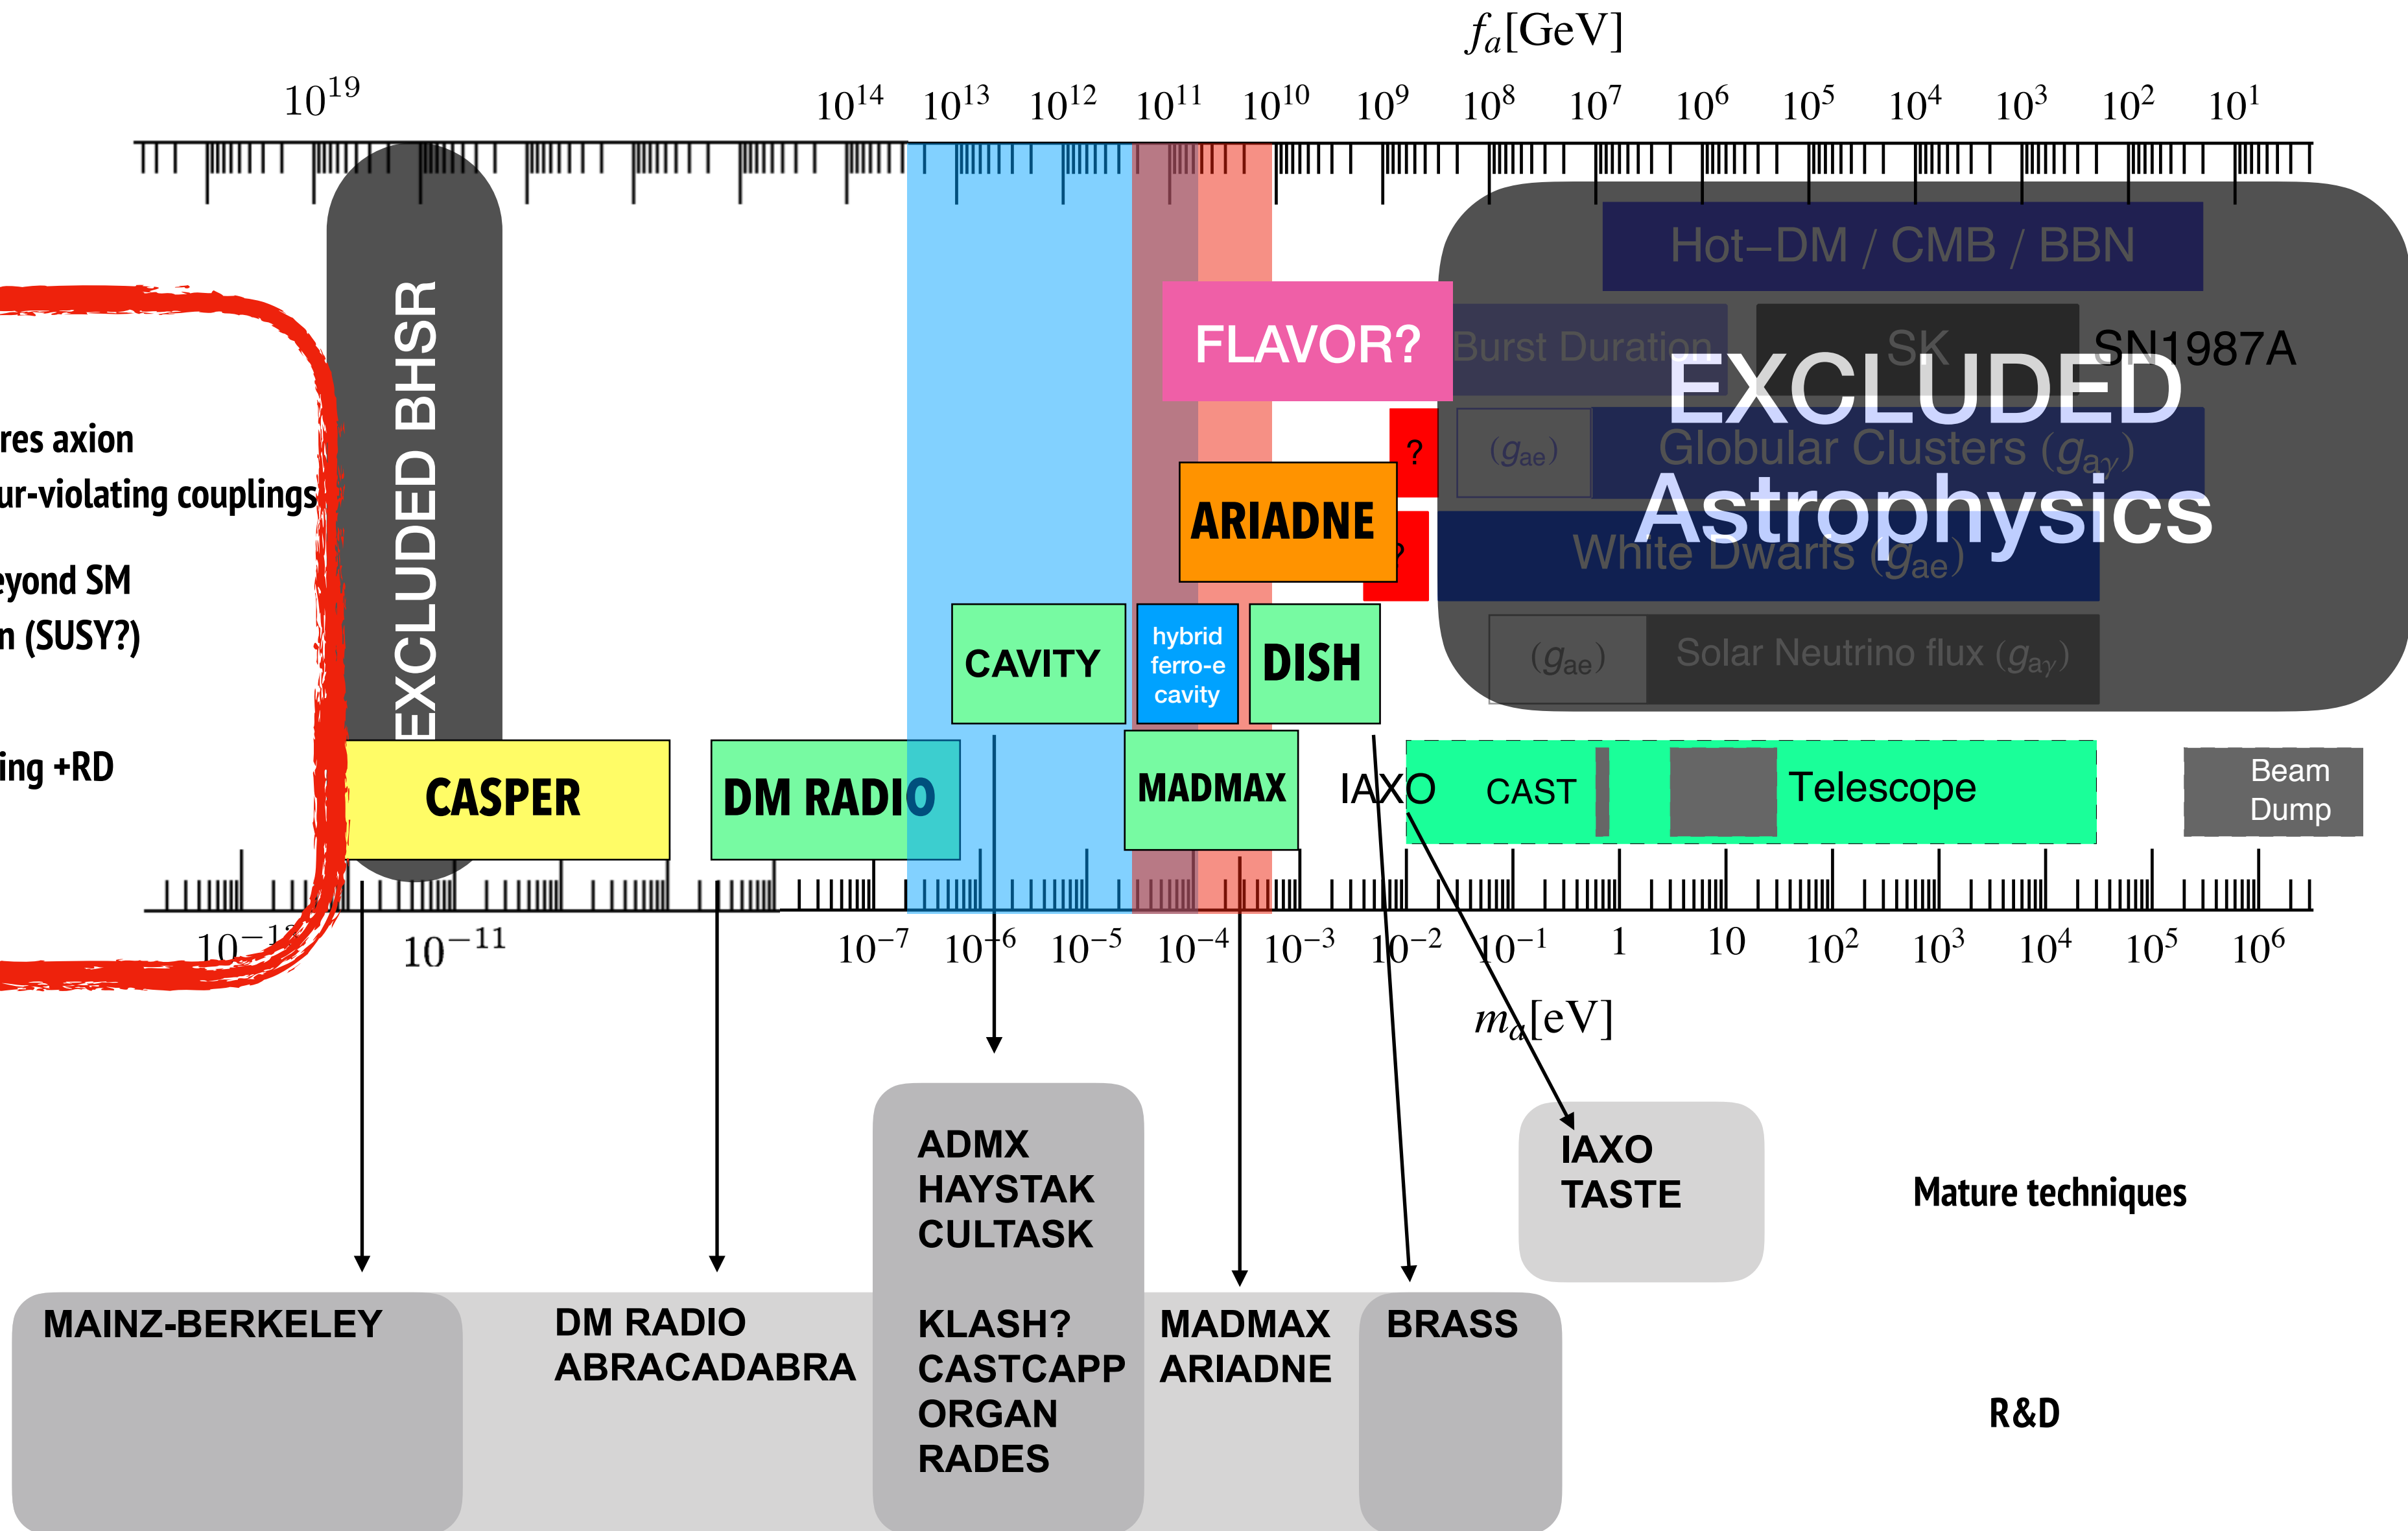 f_a[GeV]
10^19 10^14 10^13 10^12 10^11 10^10 10^9 10^8 10^7 10^6 10^5 10^4 10^3 10^2 10^1
Hot–DM / CMB / BBN
FLAVOR?
Burst Duration
SK
SN1987A
EXCLUDED
Astrophysics
EXCLUDED BHSR
res axion
ur-violating couplings
eyond SM
n (SUSY?)
ing +RD
?
(g_ae)
Globular Clusters (g_aγ)
ARIADNE
?
White Dwarfs (g_ae)
CAVITY
hybrid
ferro-e
cavity
DISH
(g_ae)
Solar Neutrino flux (g_aγ)
CASPER
DM RADIO
MADMAX
IAXO
CAST
Telescope
Beam
Dump
10^-11 10^-7 10^-6 10^-5 10^-4 10^-3 10^-2 10^-1 1 10 10^2 10^3 10^4 10^5 10^6
m_a[eV]
ADMX
HAYSTAK
CULTASK
IAXO
TASTE
Mature techniques
MAINZ-BERKELEY
DM RADIO
ABRACADABRA
KLASH?
CASTCAPP
ORGAN
RADES
MADMAX
ARIADNE
BRASS
R&D